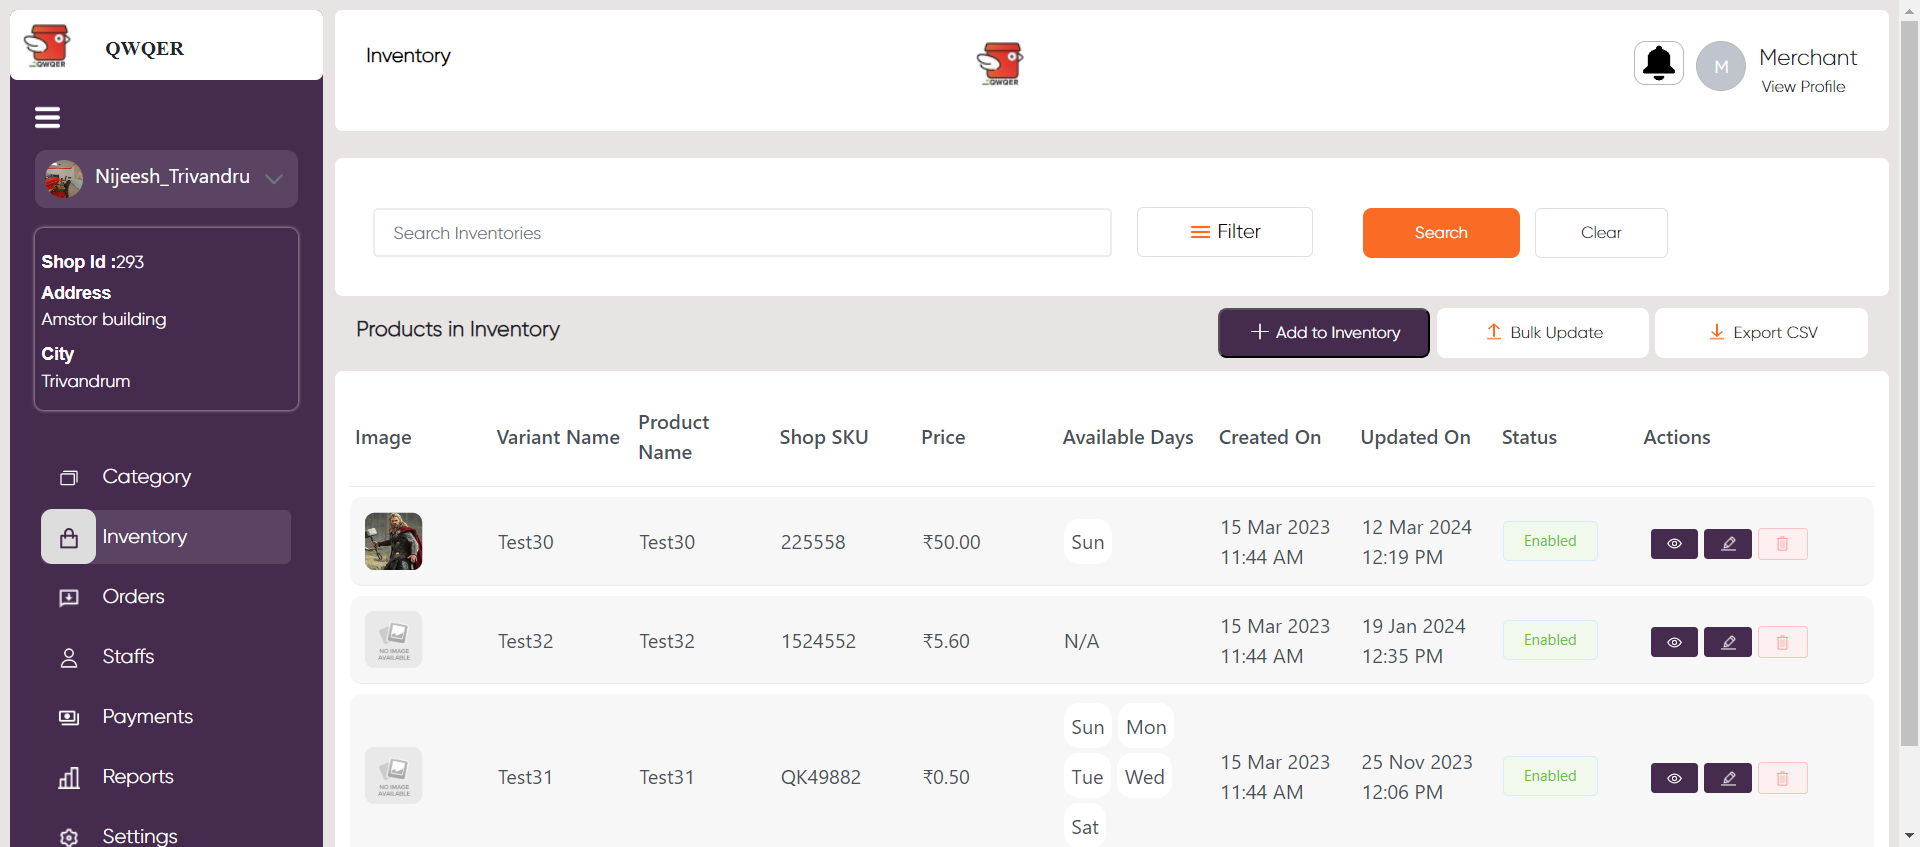 QWQER
Nijeesh_Trivandru
Shop Id :293
Address
Amstor building
City
Trivandrum
Category
Inventory
Orders
Staffs
Payments
Reports
Settings
Inventory
QWQER
M
Merchant
View Profile
Search Inventories
Filter
Search
Clear
Products in Inventory
Add to Inventory
Bulk Update
Export CSV
Image
Variant Name
Product
Name
Shop SKU
Price
Available Days
Created On
Updated On
Status
Actions
Test30
Test30
225558
₹50.00
Sun
15 Mar 2023
11:44 AM
12 Mar 2024
12:19 PM
Enabled
NO IMAGE
AVAILABLE
Test32
Test32
1524552
₹5.60
N/A
15 Mar 2023
11:44 AM
19 Jan 2024
12:35 PM
Enabled
NO IMAGE
AVAILABLE
Test31
Test31
QK49882
₹0.50
Sun Mon
Tue Wed
Sat
15 Mar 2023
11:44 AM
25 Nov 2023
12:06 PM
Enabled